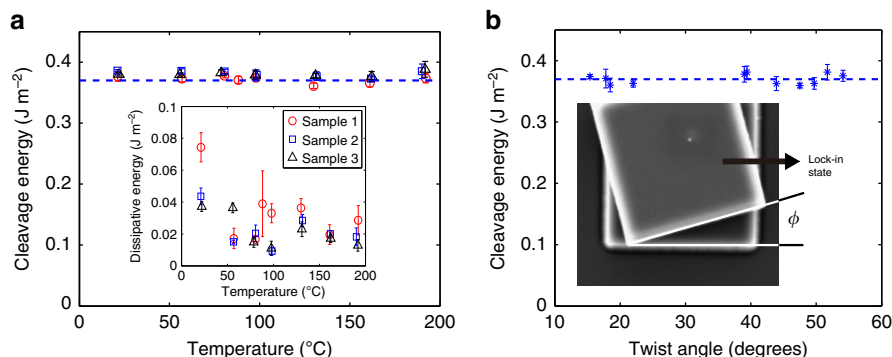 a
b
Cleavage energy (J m⁻²)
0.4
0.3
0.2
0.1
0
0
50
100
150
200
Temperature (°C)
Dissipative energy (J m⁻²)
0.1
0.08
0.06
0.04
0.02
0
0
50
100
150
200
Temperature (°C)
Sample 1
Sample 2
Sample 3
Cleavage energy (J m⁻²)
0.4
0.3
0.2
0.1
0
10
20
30
40
50
60
Twist angle (degrees)
Lock-in
state
ϕ